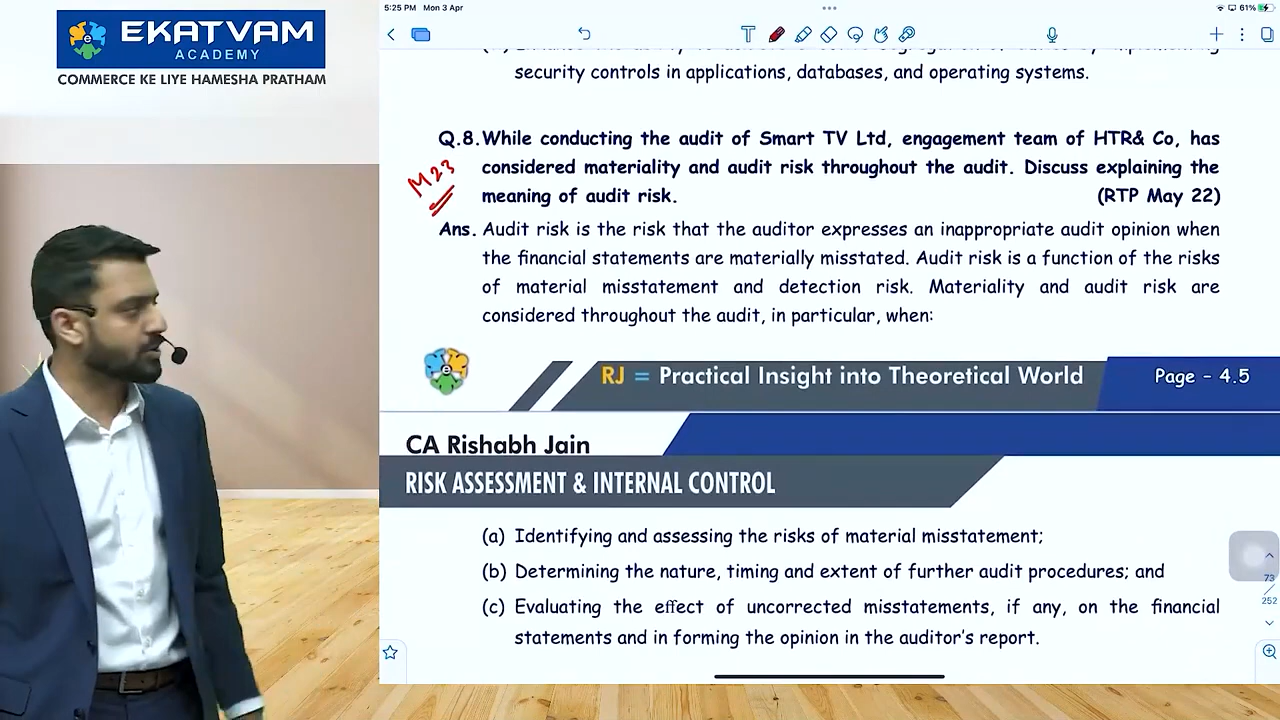 5:25 PM Mon 3 Apr
61%
EKATVAM
ACADEMY
COMMERCE KE LIYE HAMESHA PRATHAM
security controls in applications, databases, and operating systems.
Q.8. While conducting the audit of Smart TV Ltd, engagement team of HTR& Co, has
considered materiality and audit risk throughout the audit. Discuss explaining the
meaning of audit risk. (RTP May 22)
M23
Ans. Audit risk is the risk that the auditor expresses an inappropriate audit opinion when
the financial statements are materially misstated. Audit risk is a function of the risks
of material misstatement and detection risk. Materiality and audit risk are
considered throughout the audit, in particular, when:
RJ = Practical Insight into Theoretical World
Page - 4.5
CA Rishabh Jain
RISK ASSESSMENT & INTERNAL CONTROL
(a) Identifying and assessing the risks of material misstatement;
(b) Determining the nature, timing and extent of further audit procedures; and
(c) Evaluating the effect of uncorrected misstatements, if any, on the financial
statements and in forming the opinion in the auditor's report.
73
252